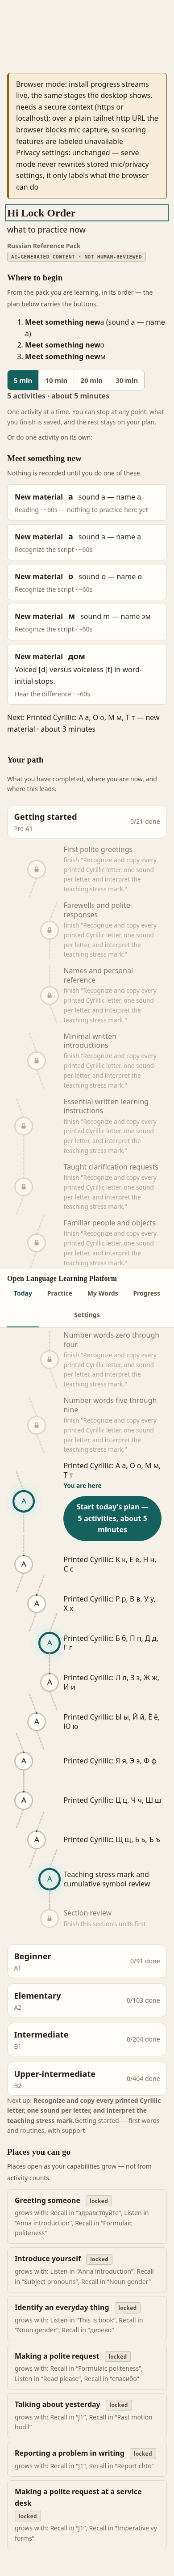 Browser mode: install progress streams
live, the same stages the desktop shows.
needs a secure context (https or
localhost); over a plain tailnet http URL the
browser blocks mic capture, so scoring
features are labeled unavailable
Privacy settings: unchanged — serve
mode never rewrites stored mic/privacy
settings, it only labels what the browser
can do
Hi Lock Order
what to practice now
Russian Reference Pack
AI-GENERATED CONTENT · NOT HUMAN-REVIEWED
Where to begin
From the pack you are learning, in its order — the
plan below carries the buttons.
1. Meet something newа (sound a — name
a)
2. Meet something newо
3. Meet something newм
5 min 10 min 20 min 30 min
5 activities · about 5 minutes
One activity at a time. You can stop at any point: what
you finish is saved, and the rest stays on your plan.
Or do one activity on its own:
Meet something new
Nothing is recorded until you do one of these.
New material а sound a — name a
Reading · ~60s — nothing to practice here yet
New material а sound a — name a
Recognize the script · ~60s
New material о sound o — name o
Recognize the script · ~60s
New material м sound m — name эм
Recognize the script · ~60s
New material дом
Voiced [d] versus voiceless [t] in word-
initial stops.
Hear the difference · ~60s
Next: Printed Cyrillic: А а, О о, М м, Т т — new
material · about 3 minutes
Your path
What you have completed, where you are now, and
where this leads.
Getting started
Pre-A1
0/21 done
First polite greetings
finish "Recognize and copy every
printed Cyrillic letter, one sound
per letter, and interpret the
teaching stress mark."
Farewells and polite
responses
finish "Recognize and copy every
printed Cyrillic letter, one sound
per letter, and interpret the
teaching stress mark."
Names and personal
reference
finish "Recognize and copy every
printed Cyrillic letter, one sound
per letter, and interpret the
teaching stress mark."
Minimal written
introductions
finish "Recognize and copy every
printed Cyrillic letter, one sound
per letter, and interpret the
teaching stress mark."
Essential written learning
instructions
finish "Recognize and copy every
printed Cyrillic letter, one sound
per letter, and interpret the
teaching stress mark."
Taught clarification requests
finish "Recognize and copy every
printed Cyrillic letter, one sound
per letter, and interpret the
teaching stress mark."
Familiar people and objects
finish "Recognize and copy every
printed Cyrillic letter, one sound
per letter, and interpret the
teaching stress mark."
Open Language Learning Platform
Today Practice My Words Progress
Settings
Number words zero through
four
finish "Recognize and copy every
printed Cyrillic letter, one sound
per letter, and interpret the
teaching stress mark."
Number words five through
nine
finish "Recognize and copy every
printed Cyrillic letter, one sound
per letter, and interpret the
teaching stress mark."
Printed Cyrillic: А а, О о, М м,
Т т
You are here
Start today's plan —
5 activities, about 5
minutes
Printed Cyrillic: К к, Е е, Н н,
С с
Printed Cyrillic: Р р, В в, У у,
Х х
Printed Cyrillic: Б б, П п, Д д,
Г г
Printed Cyrillic: Л л, З з, Ж ж,
И и
Printed Cyrillic: Ы ы, Й й, Ё ё,
Ю ю
Printed Cyrillic: Я я, Э э, Ф ф
Printed Cyrillic: Ц ц, Ч ч, Ш ш
Printed Cyrillic: Щ щ, Ь ь, Ъ ъ
Teaching stress mark and
cumulative symbol review
Section review
finish this section's units first
Beginner
A1
0/91 done
Elementary
A2
0/103 done
Intermediate
B1
0/204 done
Upper-intermediate
B2
0/404 done
Next up: Recognize and copy every printed Cyrillic
letter, one sound per letter, and interpret the
teaching stress mark.Getting started — first words
and routines, with support
Places you can go
Places open as your capabilities grow — not from
activity counts.
Greeting someone locked
grows with: Recall in "здравствуйте", Listen in
"Anna introduction", Recall in "Formulaic
politeness"
Introduce yourself locked
grows with: Listen in "Anna introduction", Recall
in "Subject pronouns", Recall in "Noun gender"
Identify an everyday thing locked
grows with: Listen in "This is book", Recall in
"Noun gender", Recall in "дерево"
Making a polite request locked
grows with: Recall in "Formulaic politeness",
Listen in "Read please", Recall in "спасибо"
Talking about yesterday locked
grows with: Recall in "J1", Recall in "Past motion
hodil"
Reporting a problem in writing locked
grows with: Recall in "J1", Recall in "Report chto"
Making a polite request at a service
desk
locked
grows with: Recall in "J1", Recall in "Imperative vy
forms"